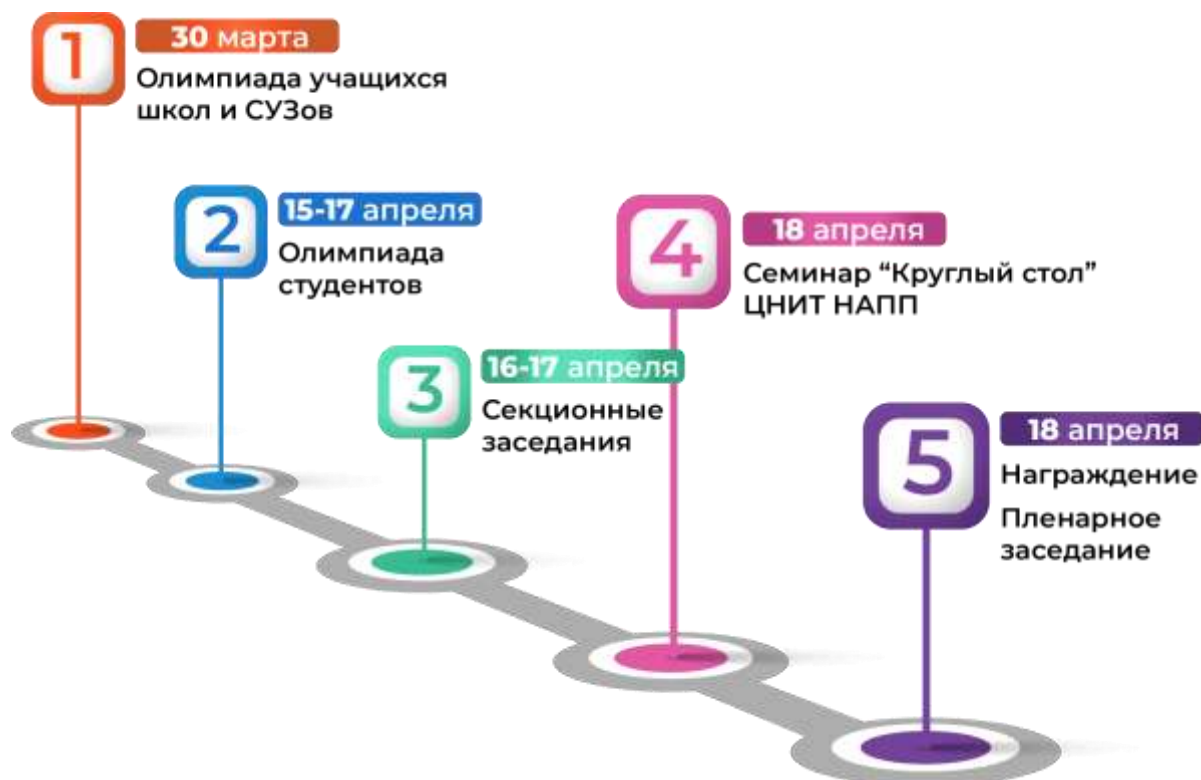 1
30 марта
Олимпиада учащихся
школ и СУЗов
2
15-17 апреля
Олимпиада
студентов
3
16-17 апреля
Секционные
заседания
4
18 апреля
Семинар “Круглый стол”
ЦНИТ НАПП
5
18 апреля
Награждение
Пленарное
заседание